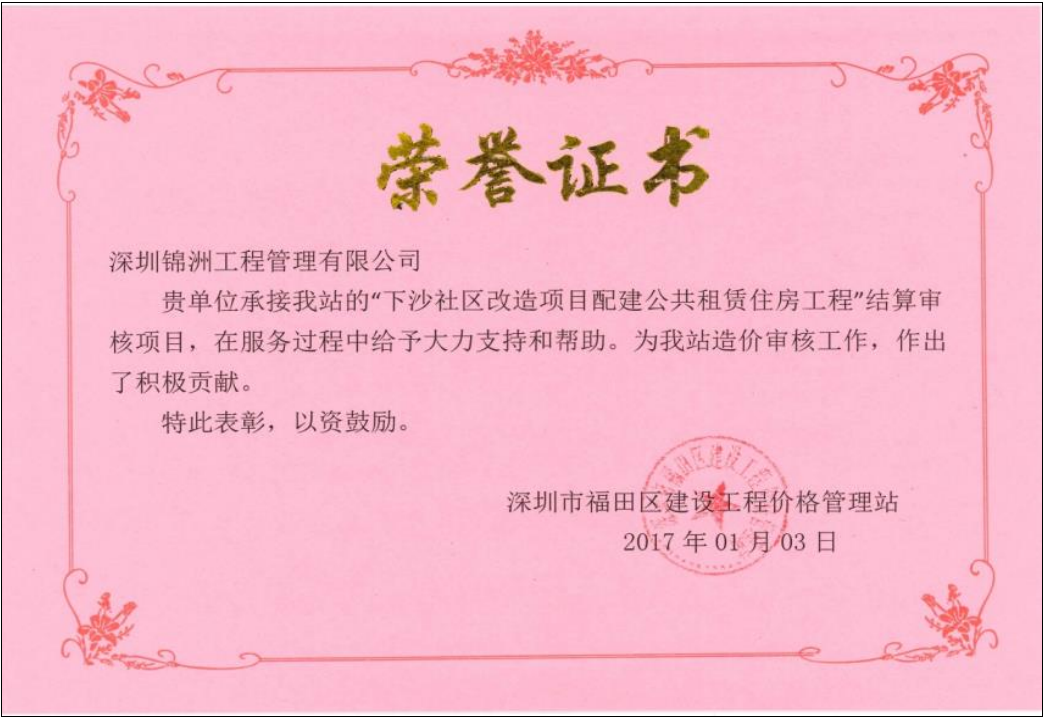 荣誉证书
深圳锦洲工程管理有限公司
贵单位承接我站的“下沙社区改造项目配建公共租赁住房工程”结算审
核项目，在服务过程中给予大力支持和帮助。为我站造价审核工作，作出
了积极贡献。
特此表彰，以资鼓励。
深圳市福田区建设工程价格管理站
2017 年 01 月 03 日